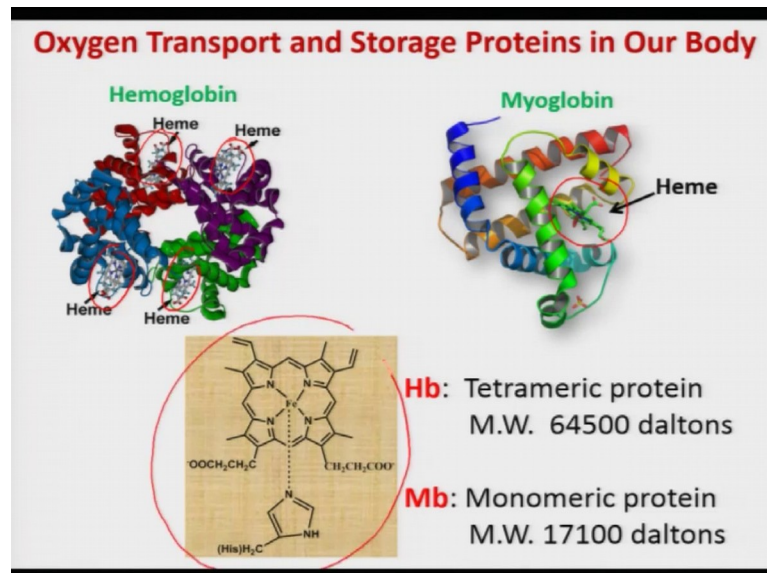 Oxygen Transport and Storage Proteins in Our Body
Hemoglobin
Myoglobin
Heme
Heme
Heme
Heme
Heme
N
N
Fe
N
N
-OOCCH₂CH₂C
CH₂CH₂COO-
N
NH
(His)H₂C
Hb: Tetrameric protein
M.W. 64500 daltons
Mb: Monomeric protein
M.W. 17100 daltons